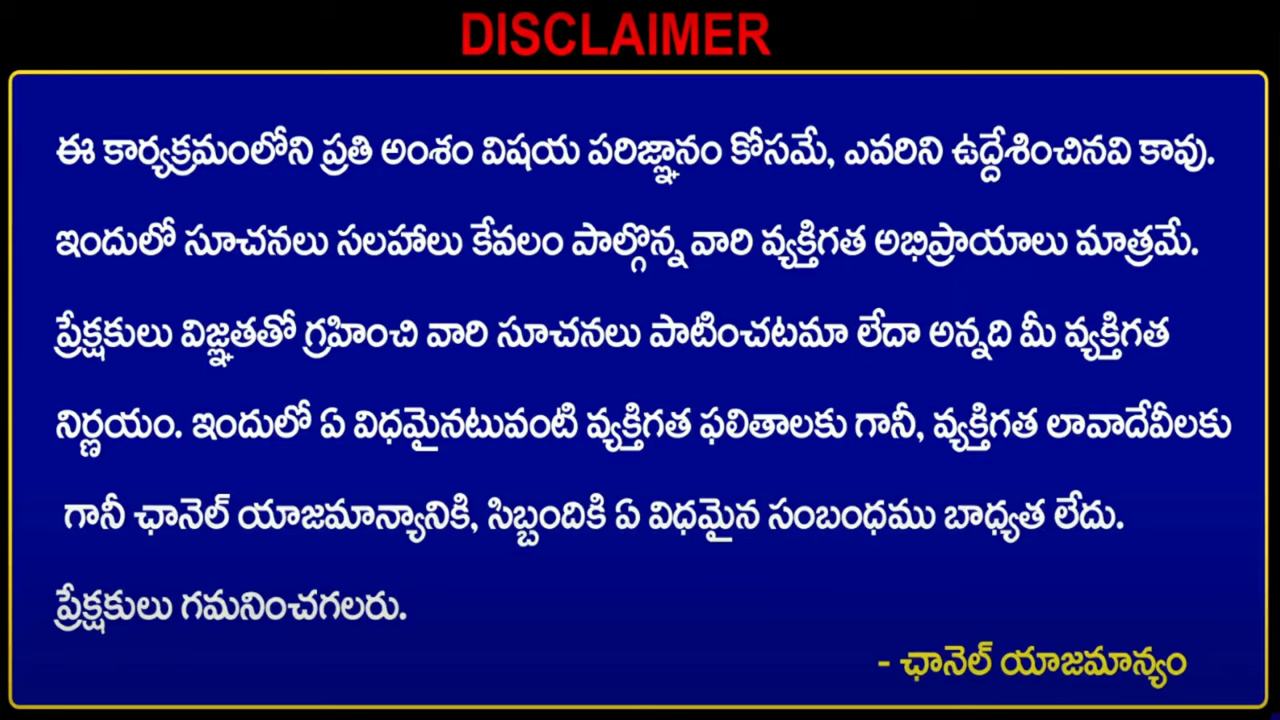 DISCLAIMER
ఈ కార్యక్రమంలోని ప్రతి అంశం విషయ పరిజ్ఞానం కోసమే, ఎవరిని ఉద్దేశించినవి కావు.
ఇందులో సూచనలు సలహాలు కేవలం పాల్గొన్న వారి వ్యక్తిగత అభిప్రాయాలు మాత్రమే.
ప్రేక్షకులు విజ్ఞతతో గ్రహించి వారి సూచనలు పాటించటమా లేదా అన్నది మీ వ్యక్తిగత
నిర్ణయం. ఇందులో ఏ విధమైనటువంటి వ్యక్తిగత ఫలితాలకు గానీ, వ్యక్తిగత లావాదేవీలకు
గానీ ఛానెల్ యాజమాన్యానికి, సిబ్బందికి ఏ విధమైన సంబంధము బాధ్యత లేదు.
ప్రేక్షకులు గమనించగలరు.
- ఛానెల్ యాజమాన్యం